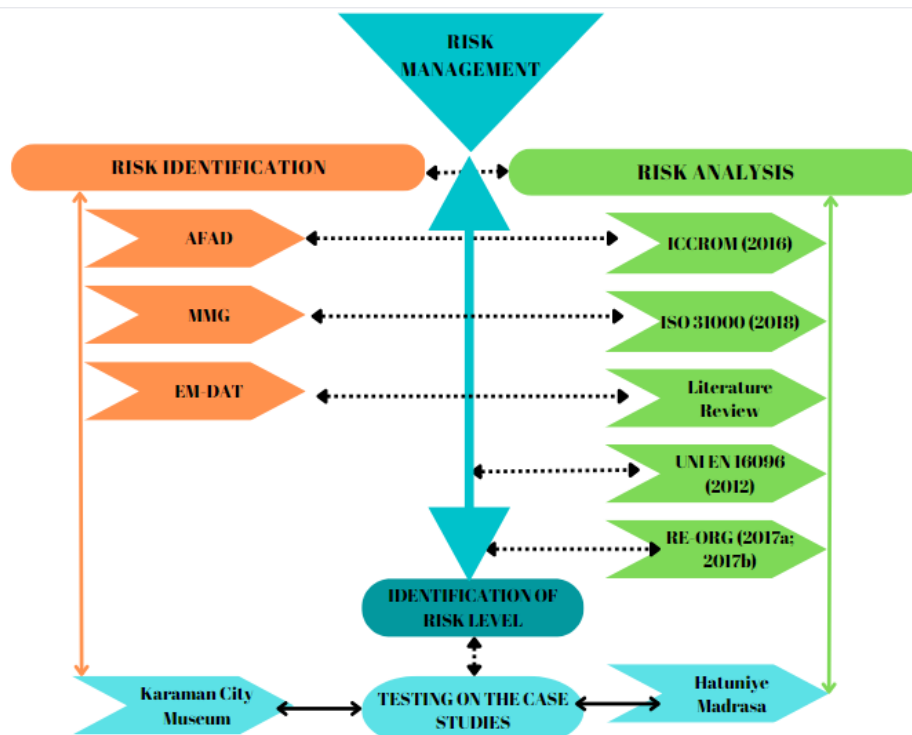 RISK
MANAGEMENT
RISK IDENTIFICATION
RISK ANALYSIS
AFAD
ICCROM (2016)
MMG
ISO 31000 (2018)
EM-DAT
Literature
Review
UNI EN 16096
(2012)
RE-ORG (2017a;
2017b)
IDENTIFICATION OF
RISK LEVEL
Karaman City
Museum
TESTING ON THE CASE
STUDIES
Hatuniye
Madrasa